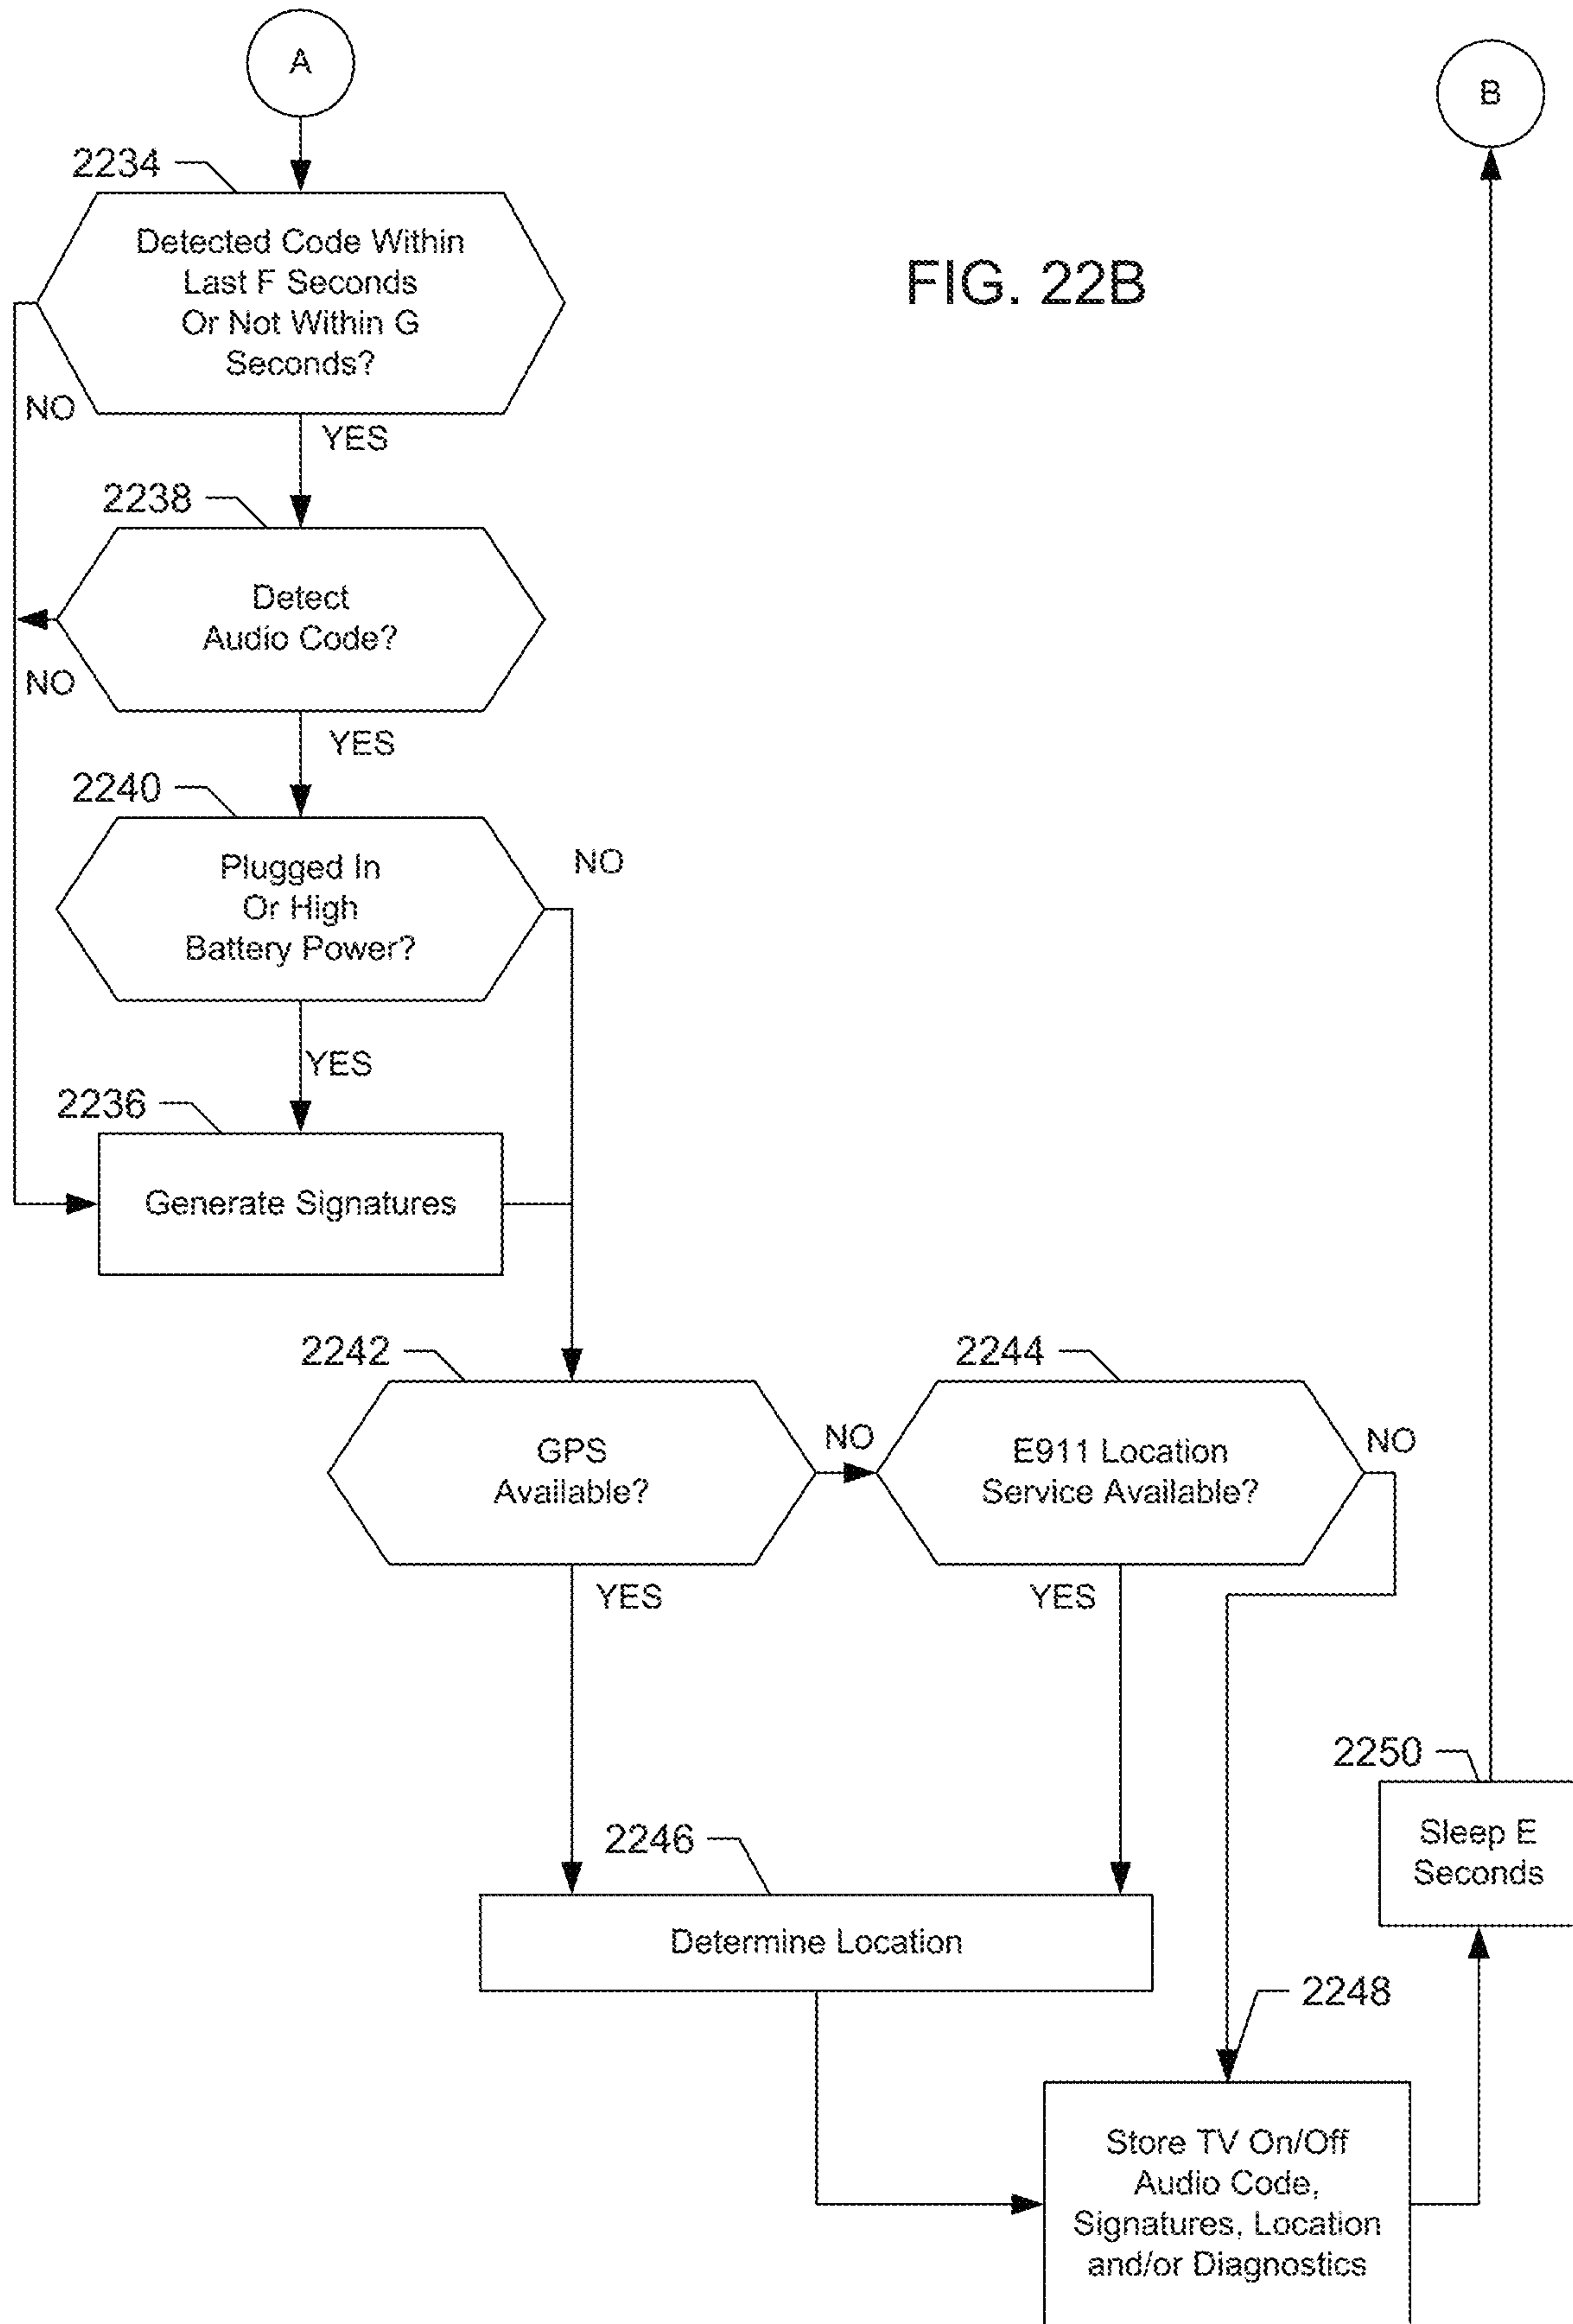 A
B
2234
Detected Code Within
Last F Seconds
Or Not Within G
Seconds?
FIG. 22B
NO
YES
2238
Detect
Audio Code?
NO
YES
2240
Plugged In
Or High
Battery Power?
NO
YES
2236
Generate Signatures
2242
GPS
Available?
NO
2244
E911 Location
Service Available?
NO
YES
YES
2250
Sleep E
Seconds
2246
Determine Location
2248
Store TV On/Off
Audio Code,
Signatures, Location
and/or Diagnostics